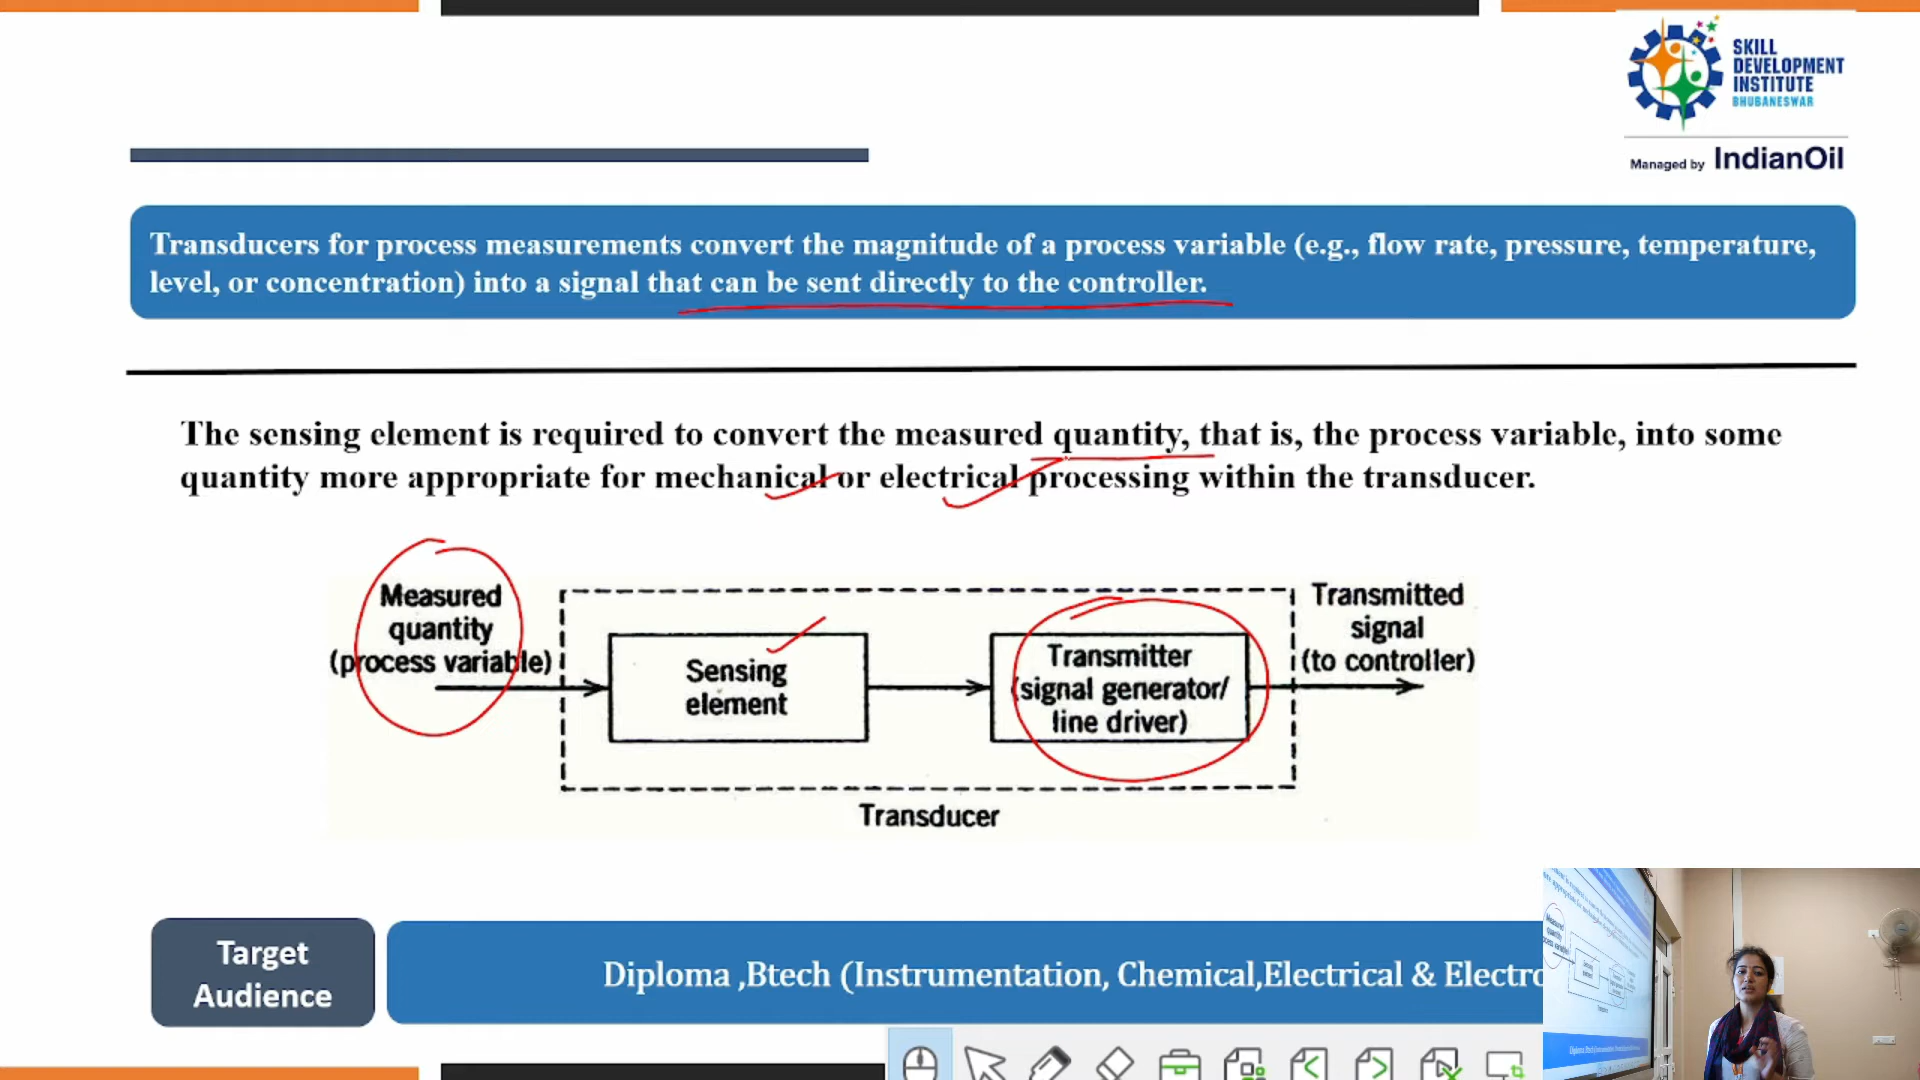 SKILL
DEVELOPMENT
INSTITUTE
BHUBANESWAR
Managed by IndianOil
Transducers for process measurements convert the magnitude of a process variable (e.g., flow rate, pressure, temperature,
level, or concentration) into a signal that can be sent directly to the controller.
The sensing element is required to convert the measured quantity, that is, the process variable, into some
quantity more appropriate for mechanical or electrical processing within the transducer.
Measured
quantity
(process variable)
Sensing
element
Transmitter
(signal generator/
line driver)
Transmitted
signal
(to controller)
Transducer
Target
Audience
Diploma ,Btech (Instrumentation, Chemical,Electrical & Electro